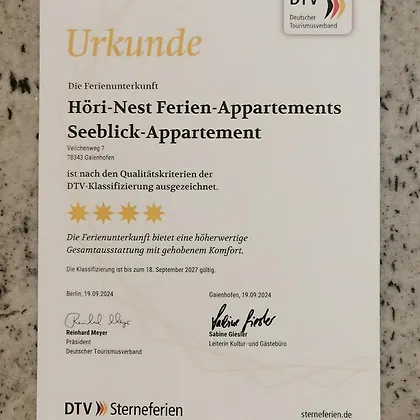 DTV
Deutscher
Tourismusverband
Urkunde
Die Ferienunterkunft
Höri-Nest Ferien-Appartements
Seeblick-Appartement
Veilchenweg 7
78343 Gaienhofen
ist nach den Qualitätskriterien der
DTV-Klassifizierung ausgezeichnet.
Die Ferienunterkunft bietet eine höherwertige
Gesamtausstattung mit gehobenem Komfort.
Die Klassifizierung ist bis zum 18. September 2027 gültig.
Berlin, 19.09.2024
Gaienhofen, 19.09.2024
Reinhard Meyer
Sabine Giesler
Präsident
Leiterin Kultur- und Gästebüro
Deutscher Tourismusverband
DTV Sterneferien
sterneferien.de